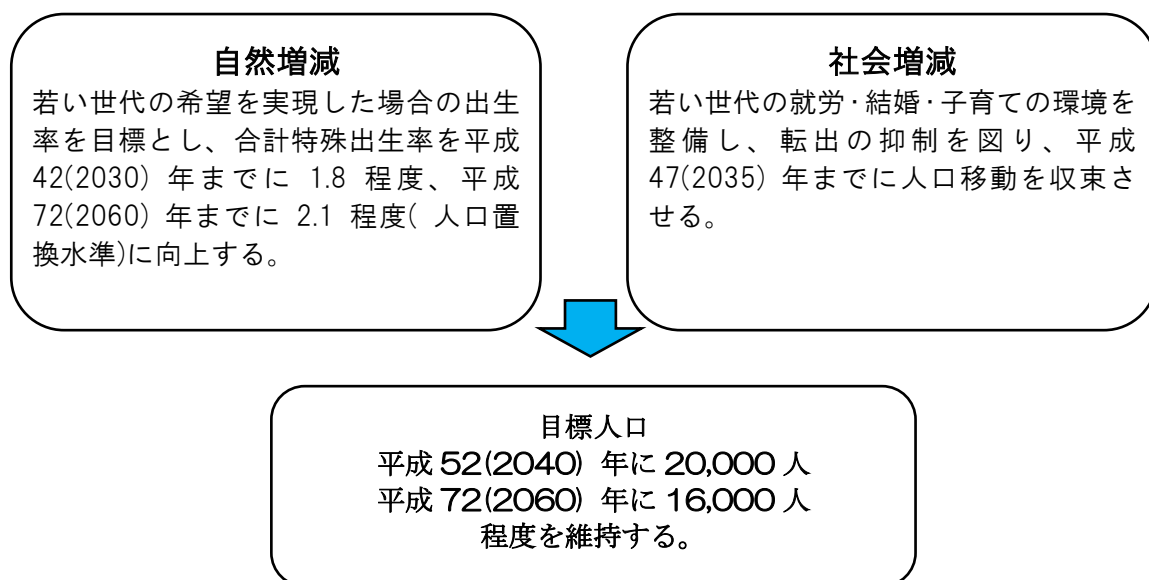 自然増減
若い世代の希望を実現した場合の出生
率を目標とし、合計特殊出生率を平成
42(2030) 年までに 1.8 程度、平成
72(2060) 年までに 2.1 程度( 人口置
換水準)に向上する。
社会増減
若い世代の就労・結婚・子育ての環境を
整備し、転出の抑制を図り、平成
47(2035) 年までに人口移動を収束さ
せる。
目標人口
平成 52(2040) 年に 20,000 人
平成 72(2060) 年に 16,000 人
程度を維持する。